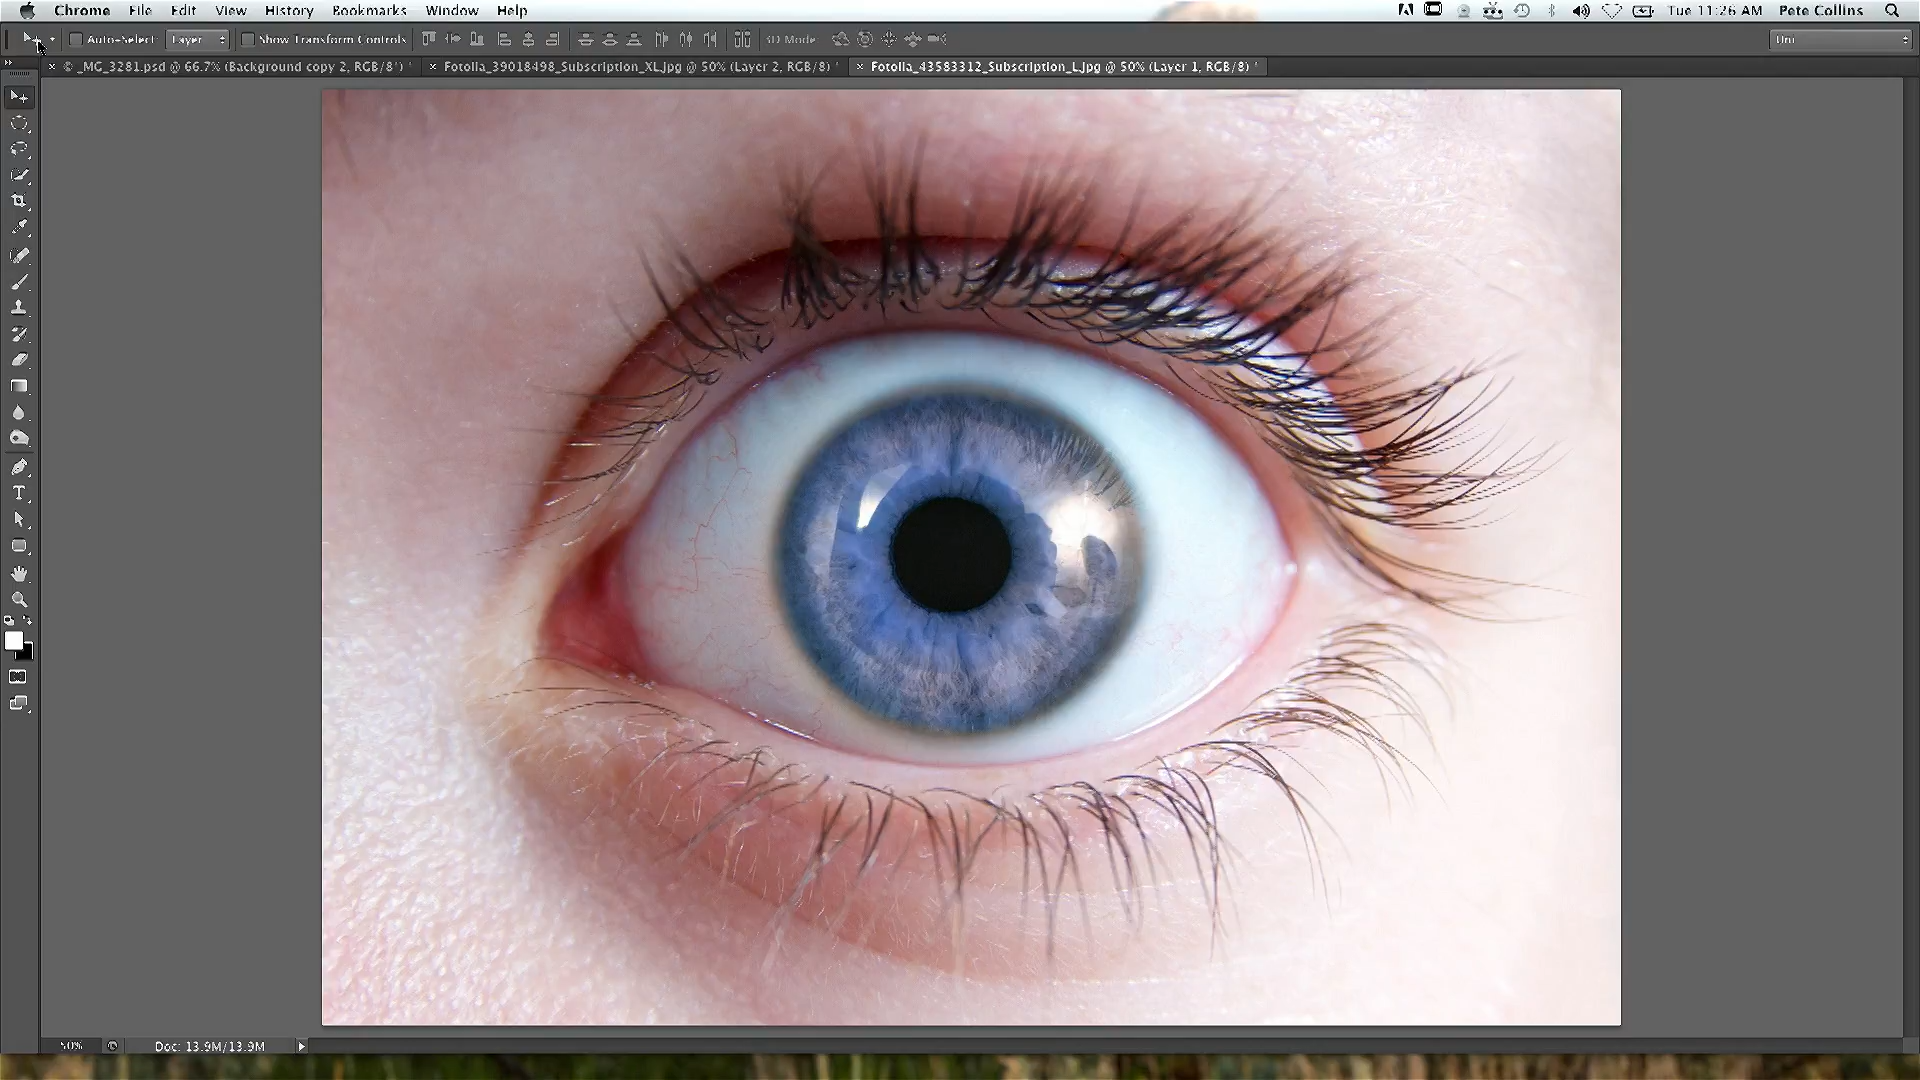 Chrome File Edit View History Bookmarks Window Help Tue 11:26 AM Pete Collins
Auto-Select: Layer Show Transform Controls 3D Mode
× © _MG_3281.psd @ 66.7% (Background copy 2, RGB/8*) * × Fotolia_39018498_Subscription_XL.jpg @ 50% (Layer 2, RGB/8) * × Fotolia_43583312_Subscription_L.jpg @ 50% (Layer 1, RGB/8) *
T
50% Doc: 13.9M/13.9M